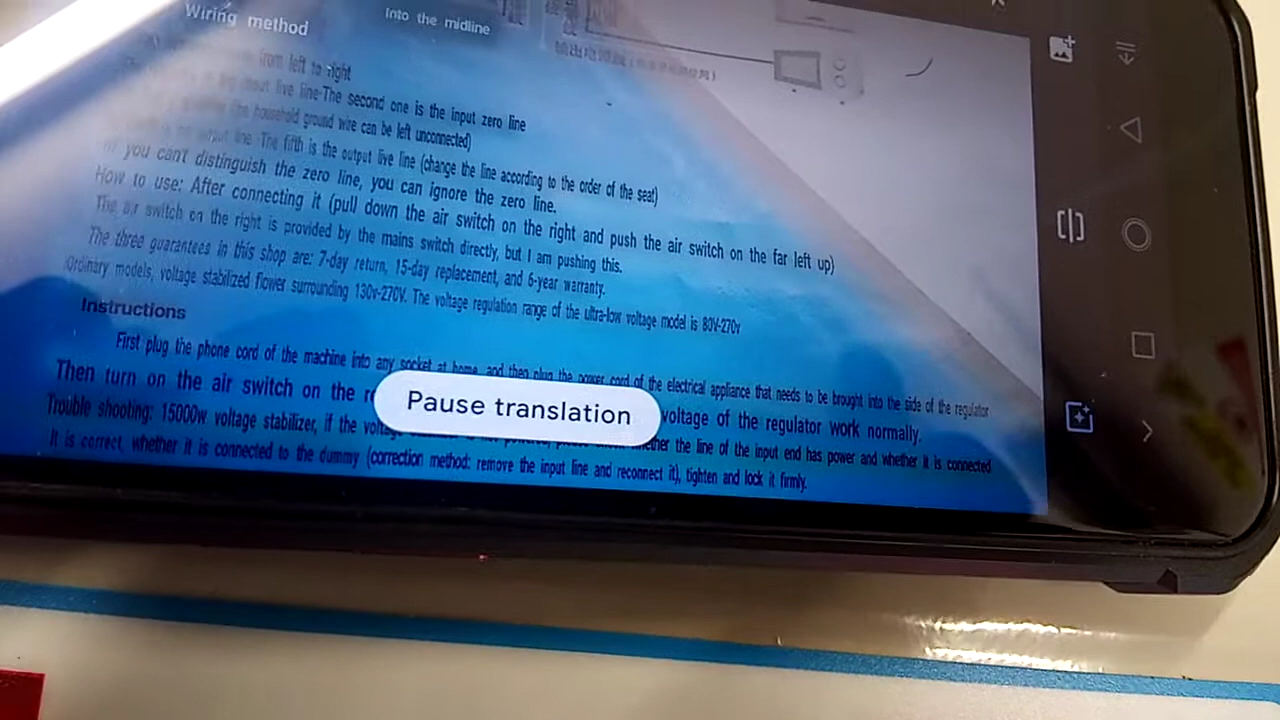 Wiring method
Into the midline
from left to right
live line·The second one is the input zero line
household ground wire can be left unconnected)
line ·The fifth is the output live line (change the line according to the order of the seat)
you can't distinguish the zero line, you can ignore the zero line.
How to use: After connecting it (pull down the air switch on the right and push the air switch on the far left up)
The air switch on the right is provided by the mains switch directly, but I am pushing this.
The three guarantees in this shop are: 7-day return, 15-day replacement, and 6-year warranty.
Ordinary models, voltage stabilized flower surrounding 130v-270V. The voltage regulation range of the ultra-low voltage model is 80V-270v
Instructions
First plug the phone cord of the machine into any socket at home, and then plug the power cord of the electrical appliance that needs to be brought into the side of the regulator
Then turn on the air switch on the voltage of the regulator work normally.
Trouble shooting: 15000w voltage stabilizer, if the the line of the input end has power and whether it is connected
It is correct, whether it is connected to the dummy (correction method: remove the input line and reconnect it), tighten and lock it firmly.
Pause translation